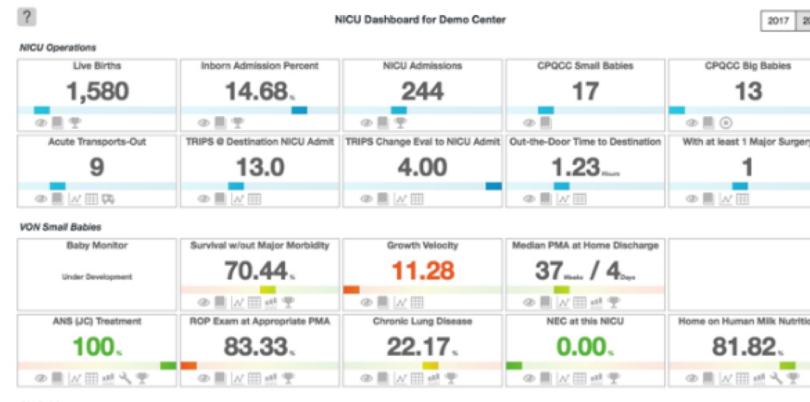 ?
NICU Dashboard for Demo Center
2017
NICU Operations
Live Births
1,580
Inborn Admission Percent
14.68%
NICU Admissions
244
CPQCC Small Babies
17
CPQCC Big Babies
13
Acute Transports-Out
9
TRIPS @ Destination NICU Admit
13.0
TRIPS Change Eval to NICU Admit
4.00
Out-the-Door Time to Destination
1.23 Hours
With at least 1 Major Surgery
1
VON Small Babies
Baby Monitor
Under Development
Survival w/out Major Morbidity
70.44%
Growth Velocity
11.28
Median PMA at Home Discharge
37 Weeks / 4 Days
ANS (JC) Treatment
100%
ROP Exam at Appropriate PMA
83.33%
Chronic Lung Disease
22.17%
NEC at this NICU
0.00%
Home on Human Milk Nutritio
81.82%